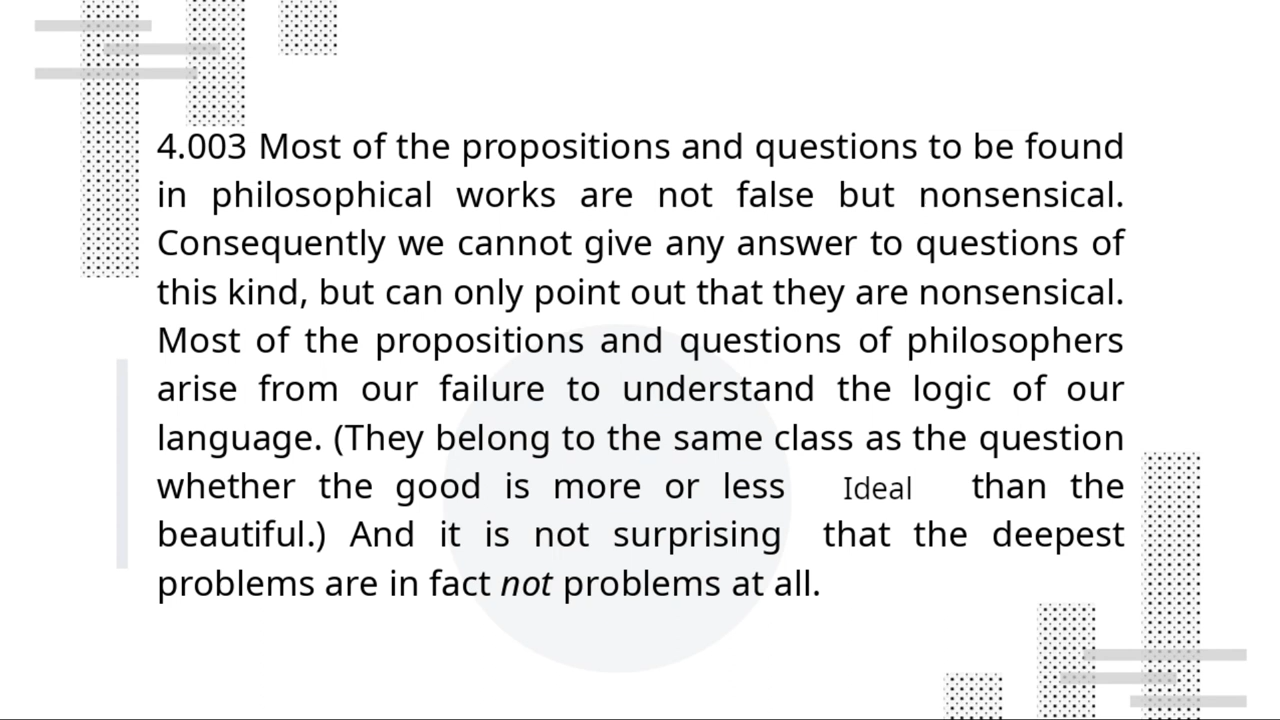 4.003 Most of the propositions and questions to be found
in philosophical works are not false but nonsensical.
Consequently we cannot give any answer to questions of
this kind, but can only point out that they are nonsensical.
Most of the propositions and questions of philosophers
arise from our failure to understand the logic of our
language. (They belong to the same class as the question
whether the good is more or less Ideal than the
beautiful.) And it is not surprising that the deepest
problems are in fact not problems at all.